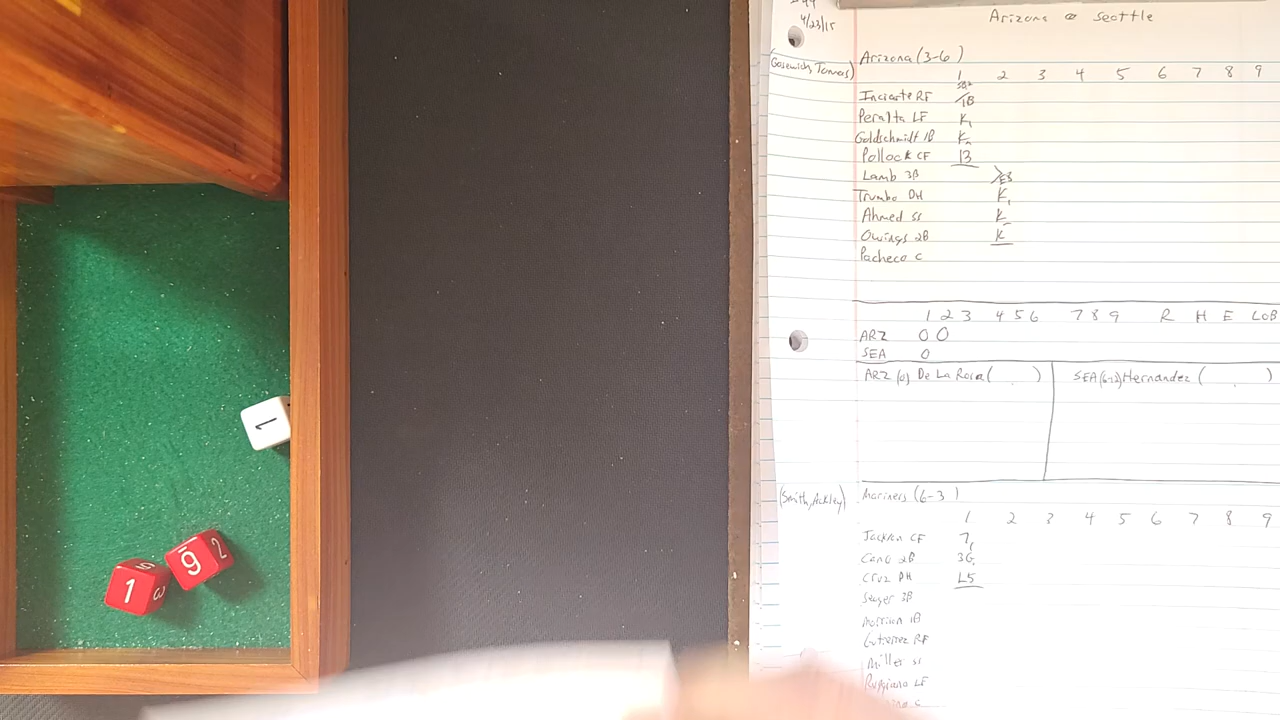 4/23/15
Arizona @ Seattle
(Gosewisch, Tomas)
Arizona (3-6)
1 2 3 4 5 6 7 8 9
Inciarte RF 1B
Peralta LF K
Goldschmidt 1B K
Pollock CF 13
Lamb 3B
Trumbo DH K
Ahmed SS K
Owings 2B K
Pacheco C
1 2 3 4 5 6 7 8 9 R H E LOB
ARZ 0 0
SEA 0
ARZ (0) De La Rosa ( . )
SEA (6-12) Hernandez ( . )
(Smith, Ackley)
Mariners (6-3)
1 2 3 4 5 6 7 8 9
Jackson CF 7
Cano 2B 3G
Cruz DH L5
Seager 3B
Morrison 1B
Gutierrez RF
Miller SS
Ruggiano LF
C
1
9 2
1 3